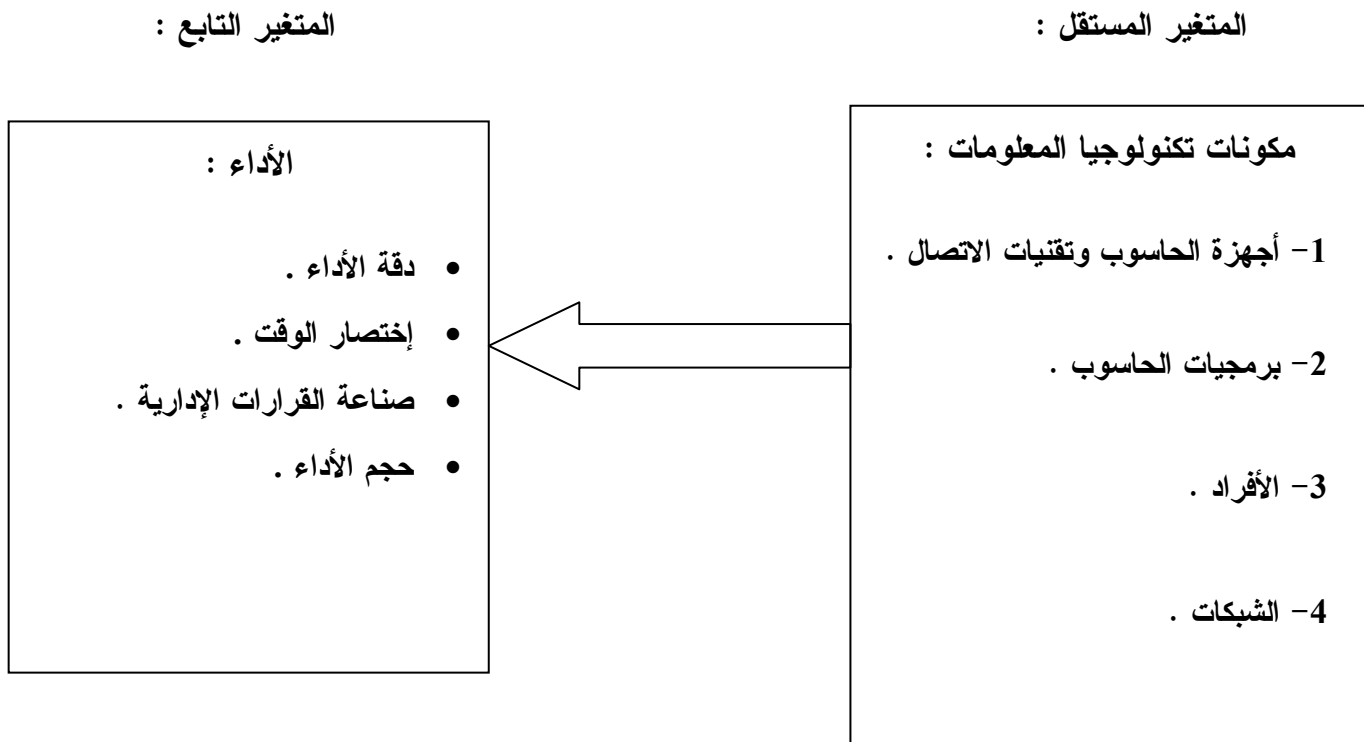 المتغير المستقل :
مكونات تكنولوجيا المعلومات :
1- أجهزة الحاسوب وتقنيات الاتصال .
2- برمجيات الحاسوب .
3- الأفراد .
4- الشبكات .
المتغير التابع :
الأداء :
• دقة الأداء .
• إختصار الوقت .
• صناعة القرارات الإدارية .
• حجم الأداء .